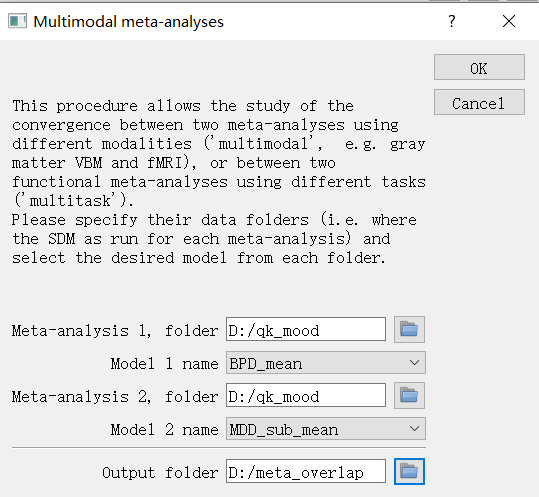 Multimodal meta-analyses
?
OK
Cancel
This procedure allows the study of the
convergence between two meta-analyses using
different modalities ('multimodal', e.g. gray
matter VBM and fMRI), or between two
functional meta-analyses using different tasks
('multitask').
Please specify their data folders (i.e. where
the SDM as run for each meta-analysis) and
select the desired model from each folder.
Meta-analysis 1, folder D:/qk_mood
Model 1 name BPD_mean
Meta-analysis 2, folder D:/qk_mood
Model 2 name MDD_sub_mean
Output folder D:/meta_overlap